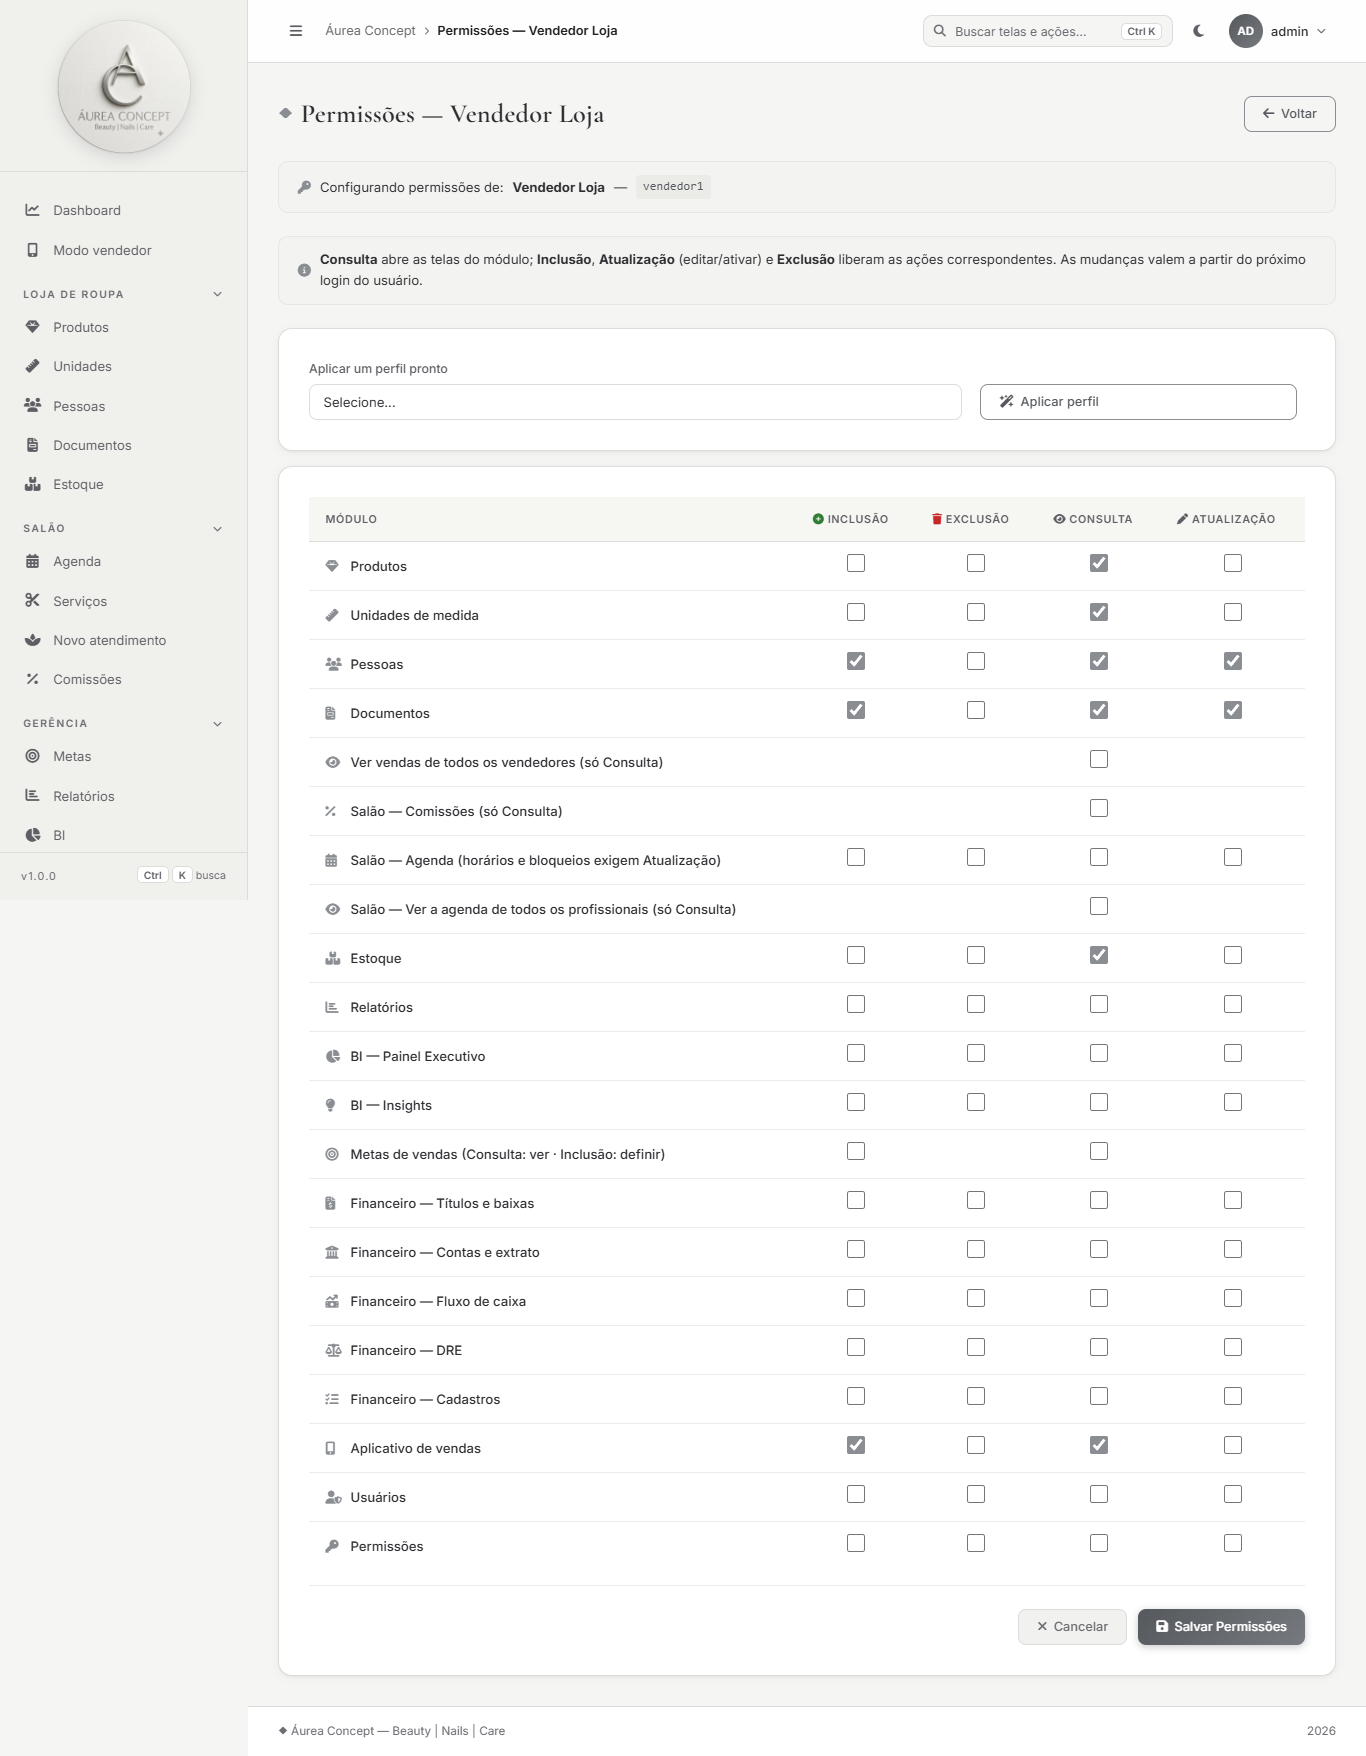 ÁUREA CONCEPT
Beauty | Nails | Care
Dashboard
Modo vendedor
LOJA DE ROUPA
Produtos
Unidades
Pessoas
Documentos
Estoque
SALÃO
Agenda
Serviços
Novo atendimento
Comissões
GERÊNCIA
Metas
Relatórios
BI
v1.0.0 Ctrl K busca
Áurea Concept › Permissões — Vendedor Loja
Buscar telas e ações... Ctrl K
AD admin
Permissões — Vendedor Loja
Voltar
Configurando permissões de: Vendedor Loja — vendedor1
Consulta abre as telas do módulo; Inclusão, Atualização (editar/ativar) e Exclusão liberam as ações correspondentes. As mudanças valem a partir do próximo
login do usuário.
Aplicar um perfil pronto
Selecione...
Aplicar perfil
MÓDULO INCLUSÃO EXCLUSÃO CONSULTA ATUALIZAÇÃO
Produtos
Unidades de medida
Pessoas
Documentos
Ver vendas de todos os vendedores (só Consulta)
Salão — Comissões (só Consulta)
Salão — Agenda (horários e bloqueios exigem Atualização)
Salão — Ver a agenda de todos os profissionais (só Consulta)
Estoque
Relatórios
BI — Painel Executivo
BI — Insights
Metas de vendas (Consulta: ver · Inclusão: definir)
Financeiro — Títulos e baixas
Financeiro — Contas e extrato
Financeiro — Fluxo de caixa
Financeiro — DRE
Financeiro — Cadastros
Aplicativo de vendas
Usuários
Permissões
Cancelar
Salvar Permissões
Áurea Concept — Beauty | Nails | Care
2026